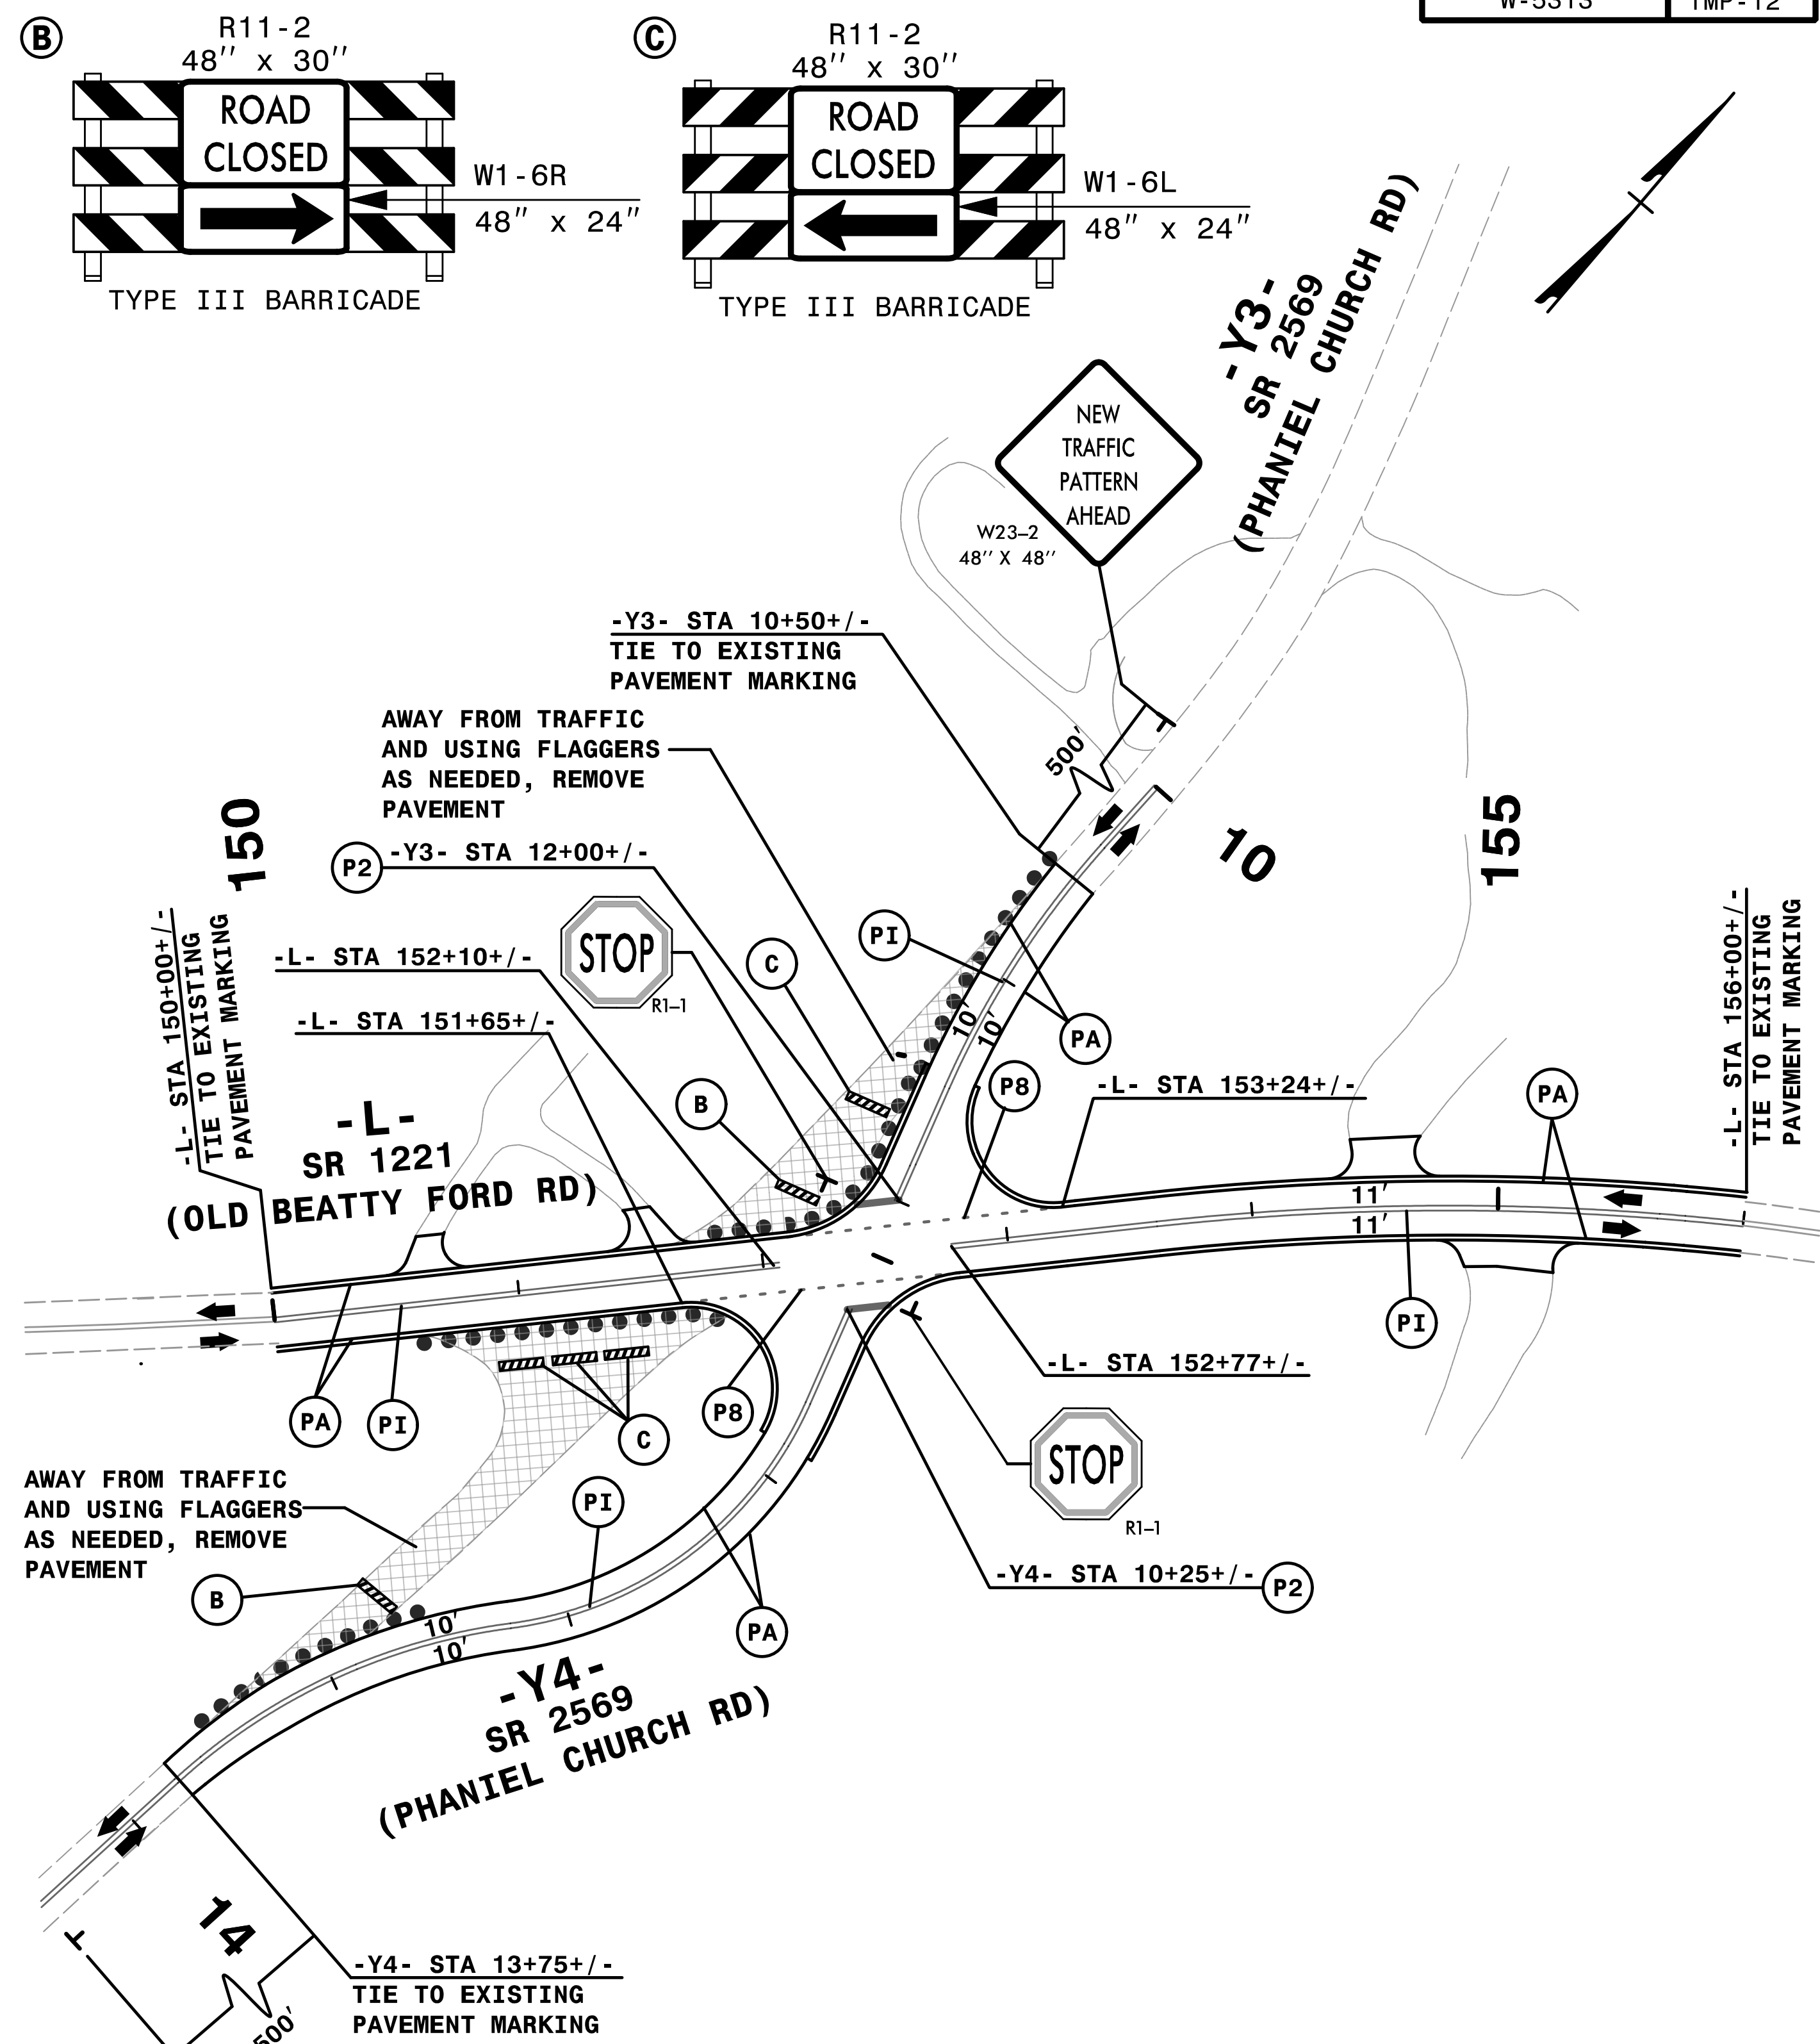 W-5313
TMP-12
B
R11-2
48" x 30"
ROAD
CLOSED
W1-6R
48" x 24"
TYPE III BARRICADE
C
R11-2
48" x 30"
ROAD
CLOSED
W1-6L
48" x 24"
TYPE III BARRICADE
-Y3-
SR 2569
(PHANIEL CHURCH RD)
NEW
TRAFFIC
PATTERN
AHEAD
W23-2
48" X 48"
-Y3- STA 10+50+/-
TIE TO EXISTING
PAVEMENT MARKING
500'
AWAY FROM TRAFFIC
AND USING FLAGGERS
AS NEEDED, REMOVE
PAVEMENT
150
10
155
P2
-Y3- STA 12+00+/-
STOP
R1-1
C
PI
-L- STA 150+00+/-
TIE TO EXISTING
PAVEMENT MARKING
-L- STA 152+10+/-
-L- STA 151+65+/-
10'
10'
PA
-L- STA 156+00+/-
TIE TO EXISTING
PAVEMENT MARKING
B
P8
-L- STA 153+24+/-
PA
-L-
SR 1221
(OLD BEATTY FORD RD)
11'
11'
PI
-L- STA 152+77+/-
PA
PI
P8
C
STOP
R1-1
AWAY FROM TRAFFIC
AND USING FLAGGERS
AS NEEDED, REMOVE
PAVEMENT
PI
-Y4- STA 10+25+/-
P2
B
10'
10'
PA
-Y4-
SR 2569
(PHANIEL CHURCH RD)
14
-Y4- STA 13+75+/-
TIE TO EXISTING
PAVEMENT MARKING
500'